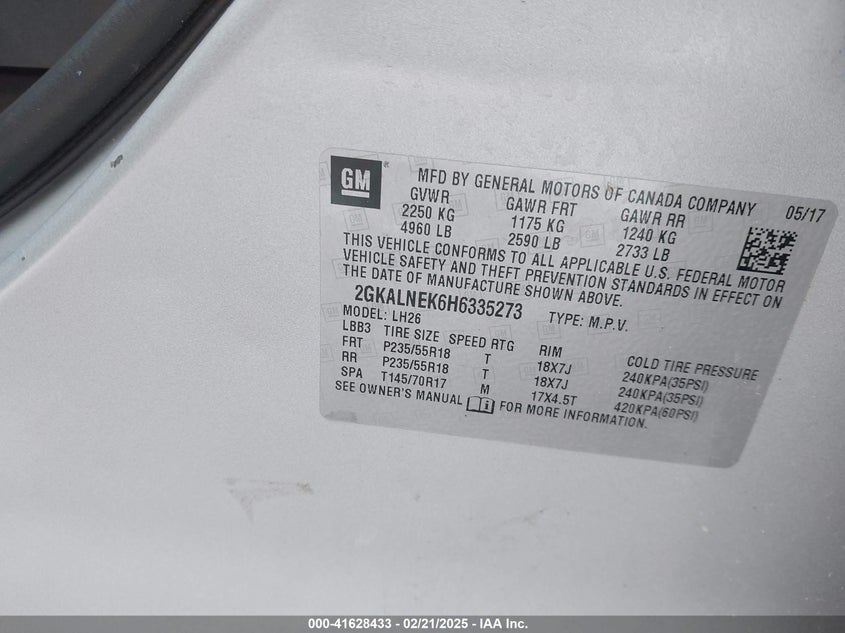 GM
MFD BY GENERAL MOTORS OF CANADA COMPANY 05/17
GVWR GAWR FRT GAWR RR
2250 KG 1175 KG 1240 KG
4960 LB 2590 LB 2733 LB
THIS VEHICLE CONFORMS TO ALL APPLICABLE U.S. FEDERAL MOTOR
VEHICLE SAFETY AND THEFT PREVENTION STANDARDS IN EFFECT ON
THE DATE OF MANUFACTURE SHOWN ABOVE.
2GKALNEK6H6335273 TYPE: M.P.V.
MODEL: LH26
LBB3 TIRE SIZE SPEED RTG RIM COLD TIRE PRESSURE
FRT P235/55R18 T 18X7J 240KPA(35PSI)
RR P235/55R18 T 18X7J 240KPA(35PSI)
SPA T145/70R17 M 17X4.5T 420KPA(60PSI)
SEE OWNER'S MANUAL FOR MORE INFORMATION.
000-41628433 - 02/21/2025 - IAA Inc.